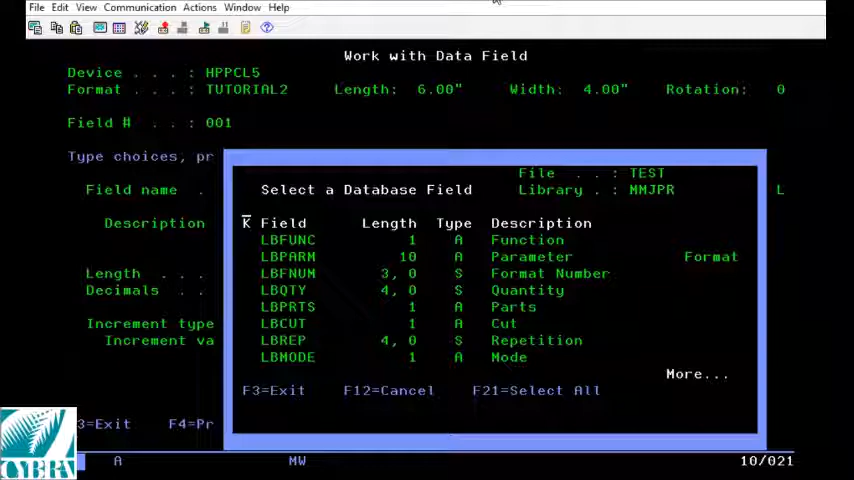 File Edit View Communication Actions Window Help
Work with Data Field
Device . . . : HPPCL5
Format . . . : TUTORIAL2 Length: 6.00" Width: 4.00" Rotation: 0
Field # . . : 001
Type choices, pr
File . . : TEST
Field name . Select a Database Field Library . : MMJPR L
Description K Field Length Type Description
LBFUNC 1 A Function
LBPARM 10 A Parameter Format
Length . . . LBFNUM 3, 0 S Format Number
Decimals . . LBQTY 4, 0 S Quantity
LBPRTS 1 A Parts
Increment type LBCUT 1 A Cut
Increment va LBREP 4, 0 S Repetition
LBMODE 1 A Mode
More...
F3=Exit F12=Cancel F21=Select All
3=Exit F4=Pr
CYBRA
A MW 10/021